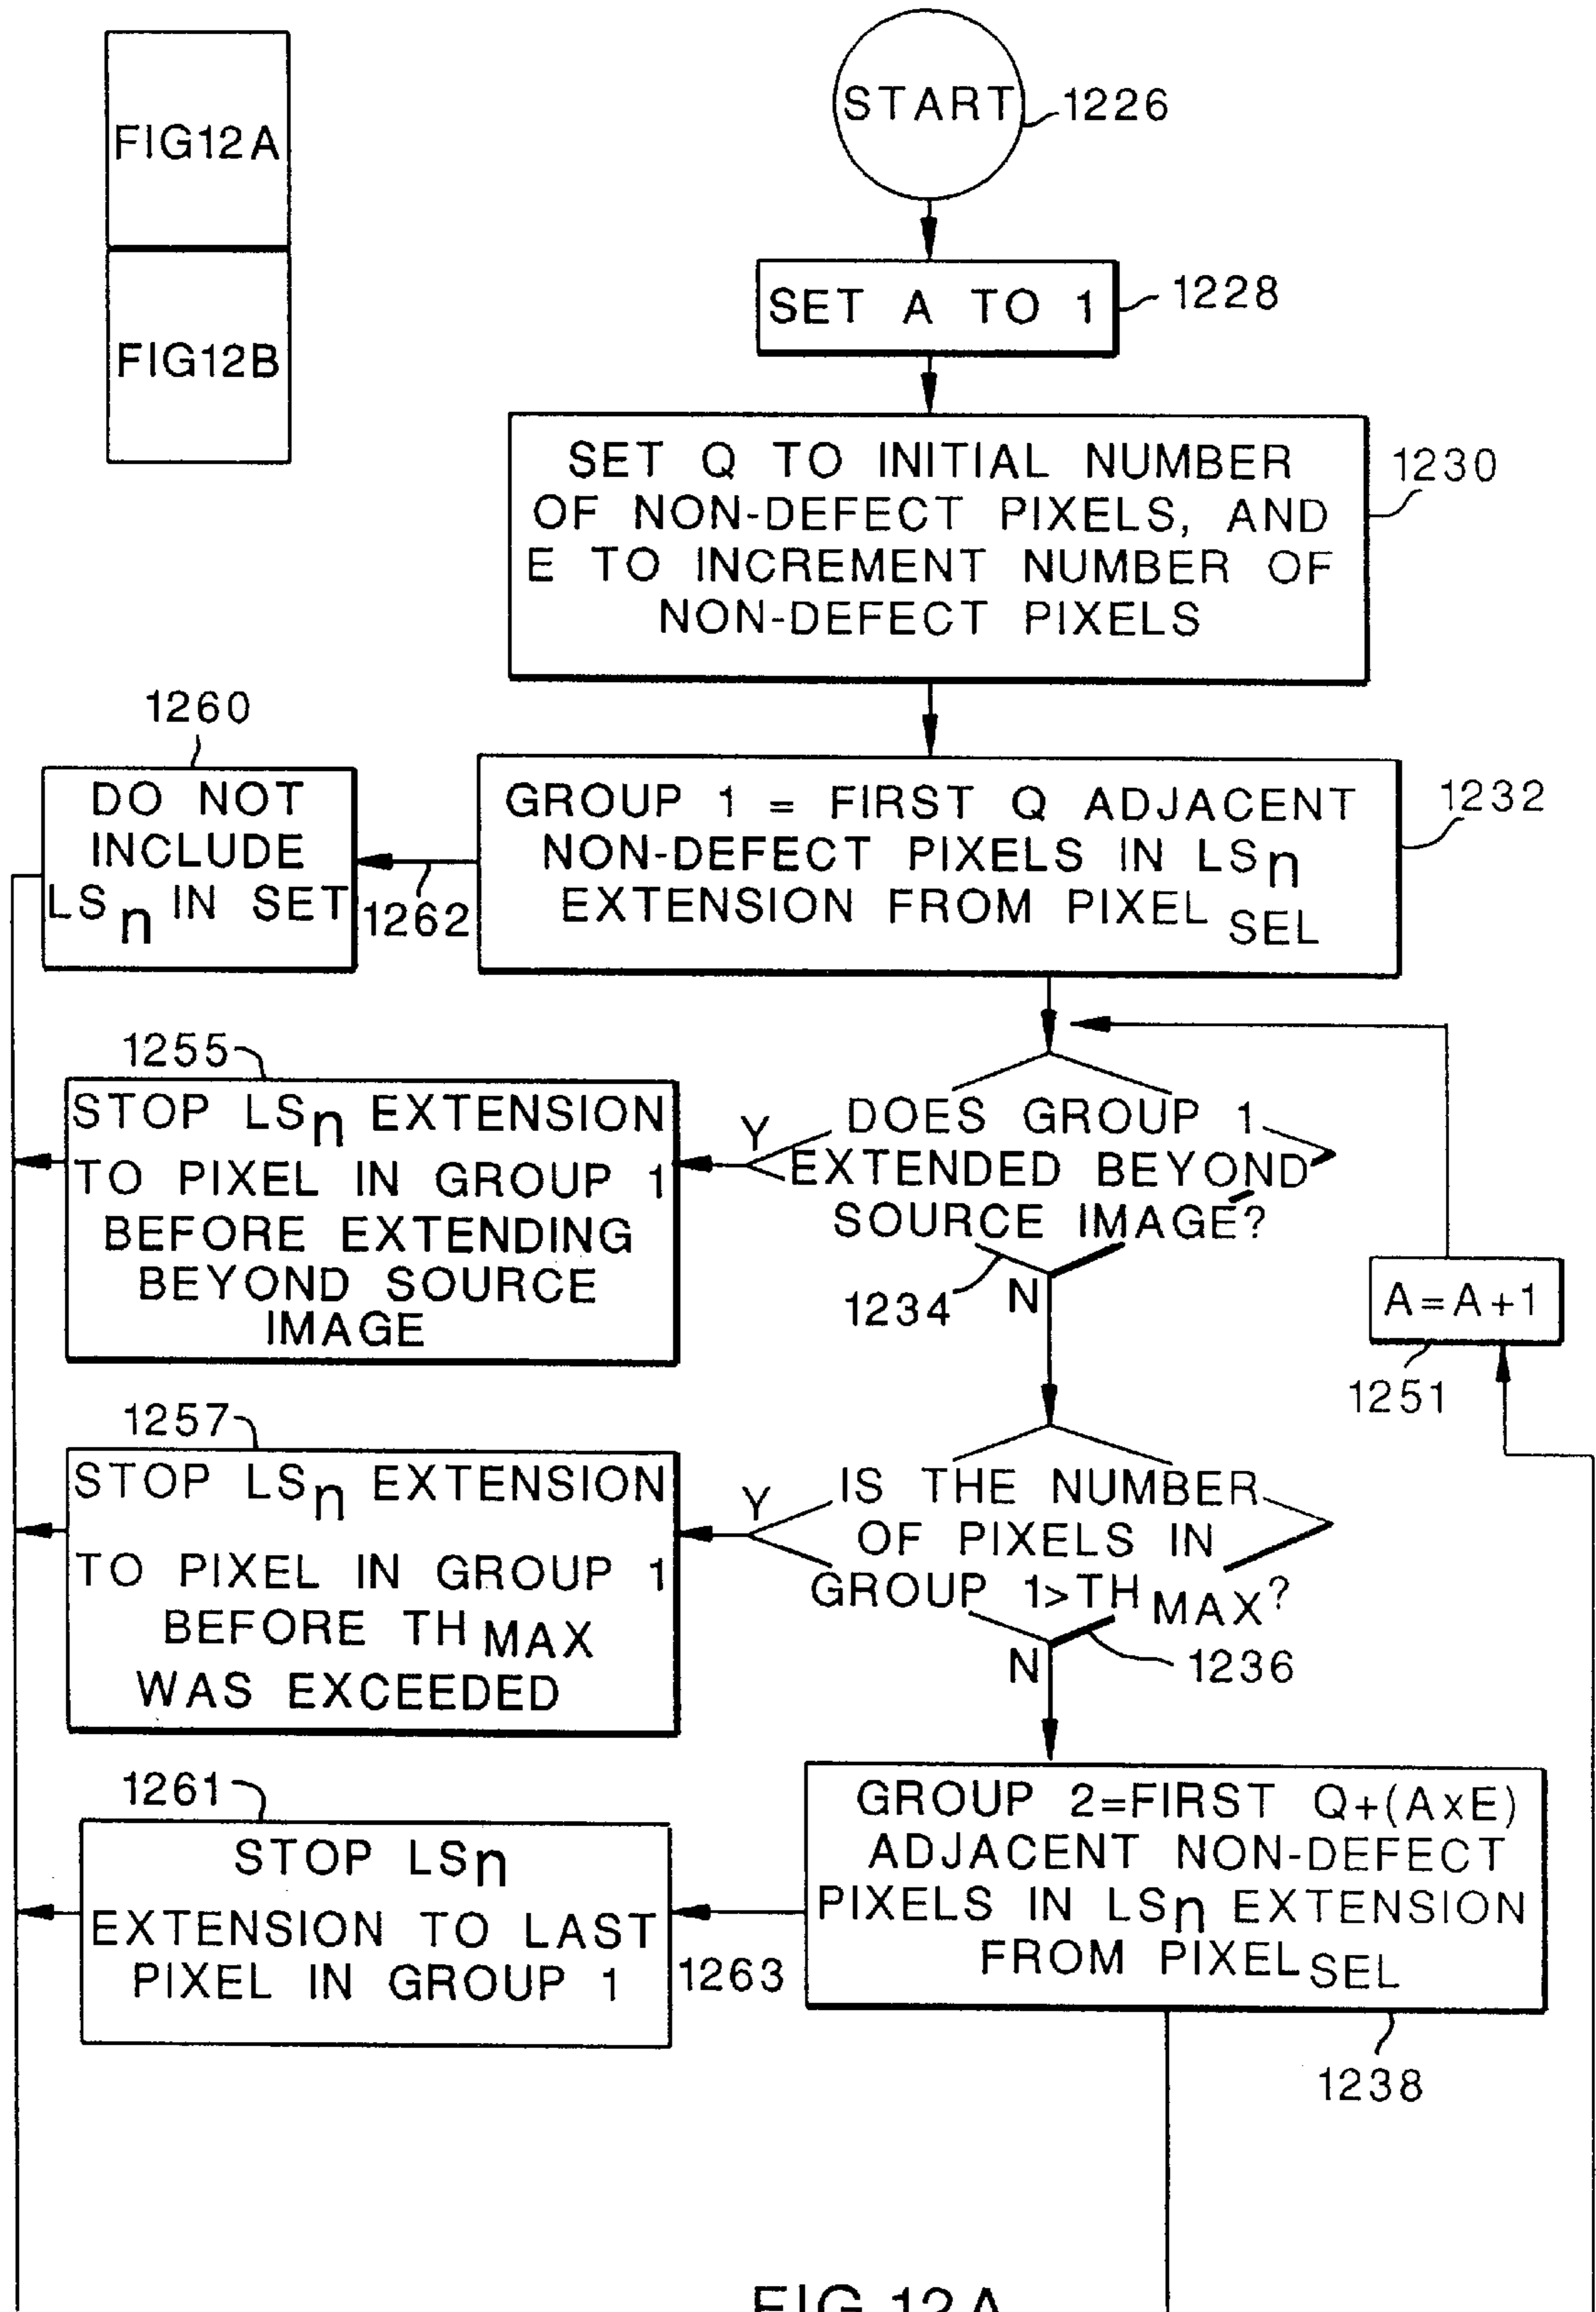 FIG12A
FIG12B
START
1226
SET A TO 1
1228
SET Q TO INITIAL NUMBER
OF NON-DEFECT PIXELS, AND
E TO INCREMENT NUMBER OF
NON-DEFECT PIXELS
1230
1260
DO NOT
INCLUDE
LSn IN SET
1262
GROUP 1 = FIRST Q ADJACENT
NON-DEFECT PIXELS IN LSn
EXTENSION FROM PIXEL SEL
1232
1255
STOP LSn EXTENSION
TO PIXEL IN GROUP 1
BEFORE EXTENDING
BEYOND SOURCE
IMAGE
Y
DOES GROUP 1
EXTENDED BEYOND
SOURCE IMAGE?
1234
N
A=A+1
1251
1257
STOP LSn EXTENSION
TO PIXEL IN GROUP 1
BEFORE TH MAX
WAS EXCEEDED
Y
IS THE NUMBER
OF PIXELS IN
GROUP 1>TH MAX?
N
1236
1261
STOP LSn
EXTENSION TO LAST
PIXEL IN GROUP 1
1263
GROUP 2=FIRST Q+(AxE)
ADJACENT NON-DEFECT
PIXELS IN LSn EXTENSION
FROM PIXEL SEL
1238
FIG.12A